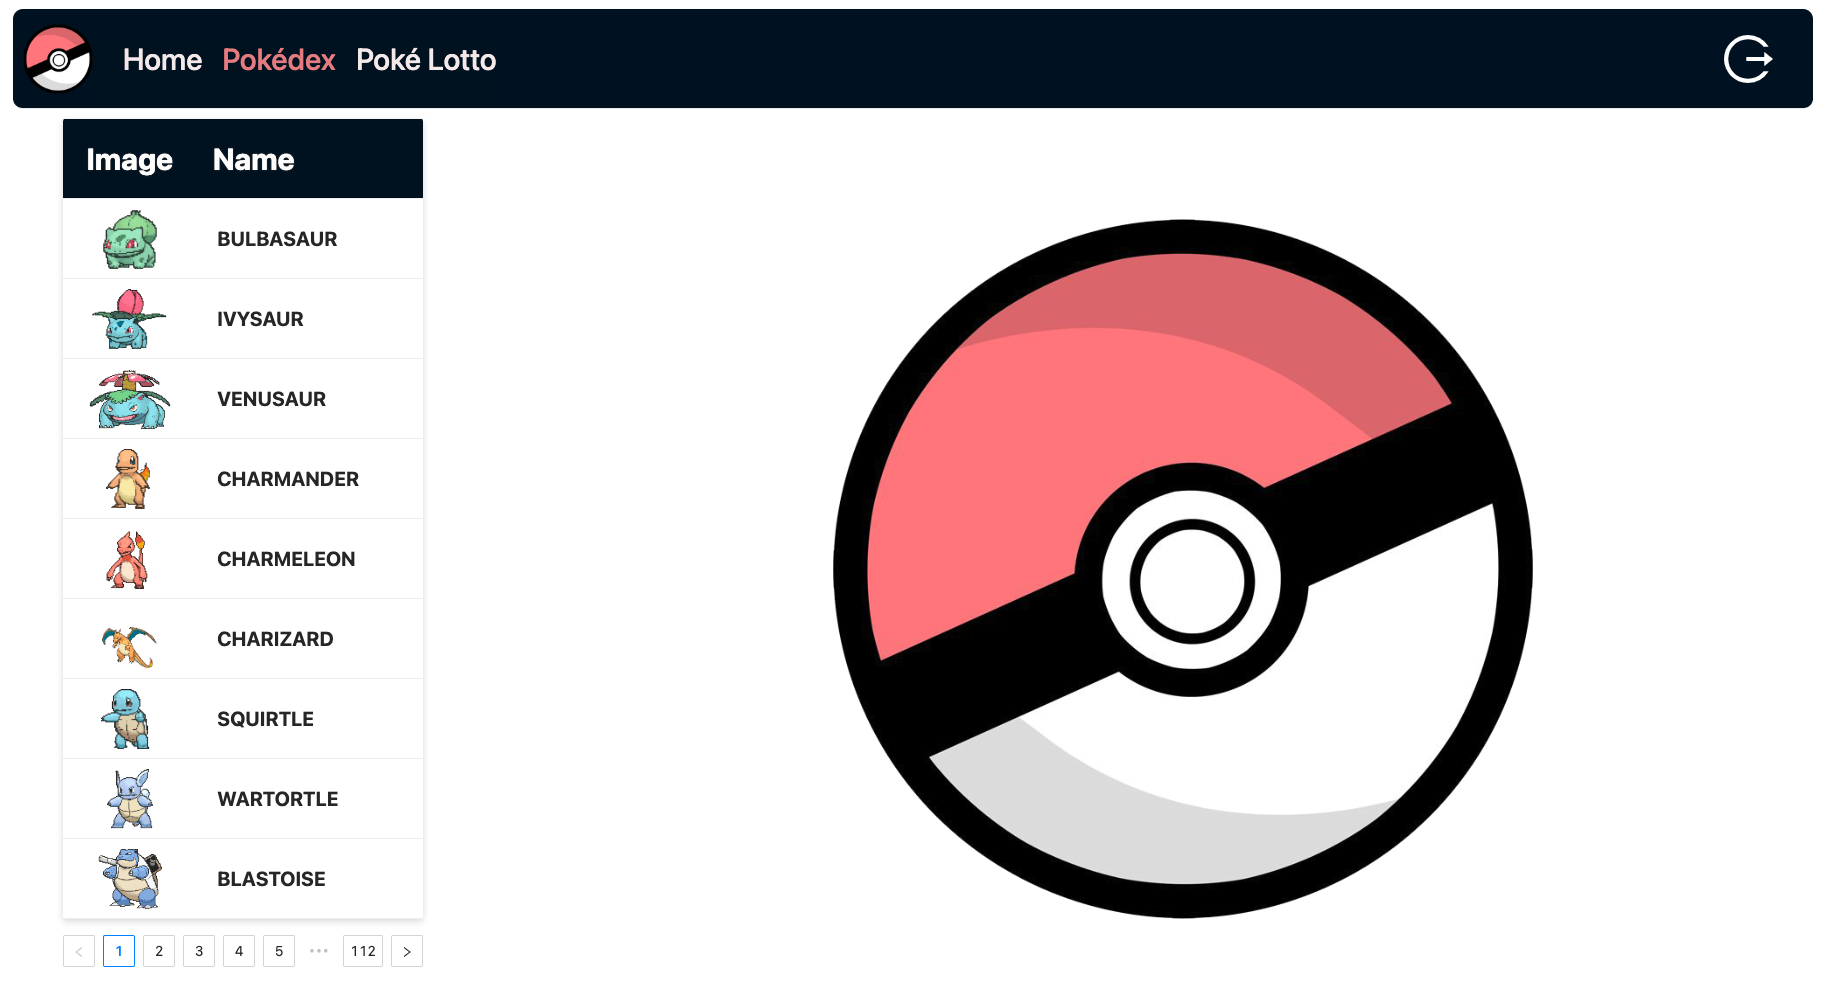 Home Pokédex Poké Lotto
Image Name
BULBASAUR
IVYSAUR
VENUSAUR
CHARMANDER
CHARMELEON
CHARIZARD
SQUIRTLE
WARTORTLE
BLASTOISE
< 1 2 3 4 5 ••• 112 >